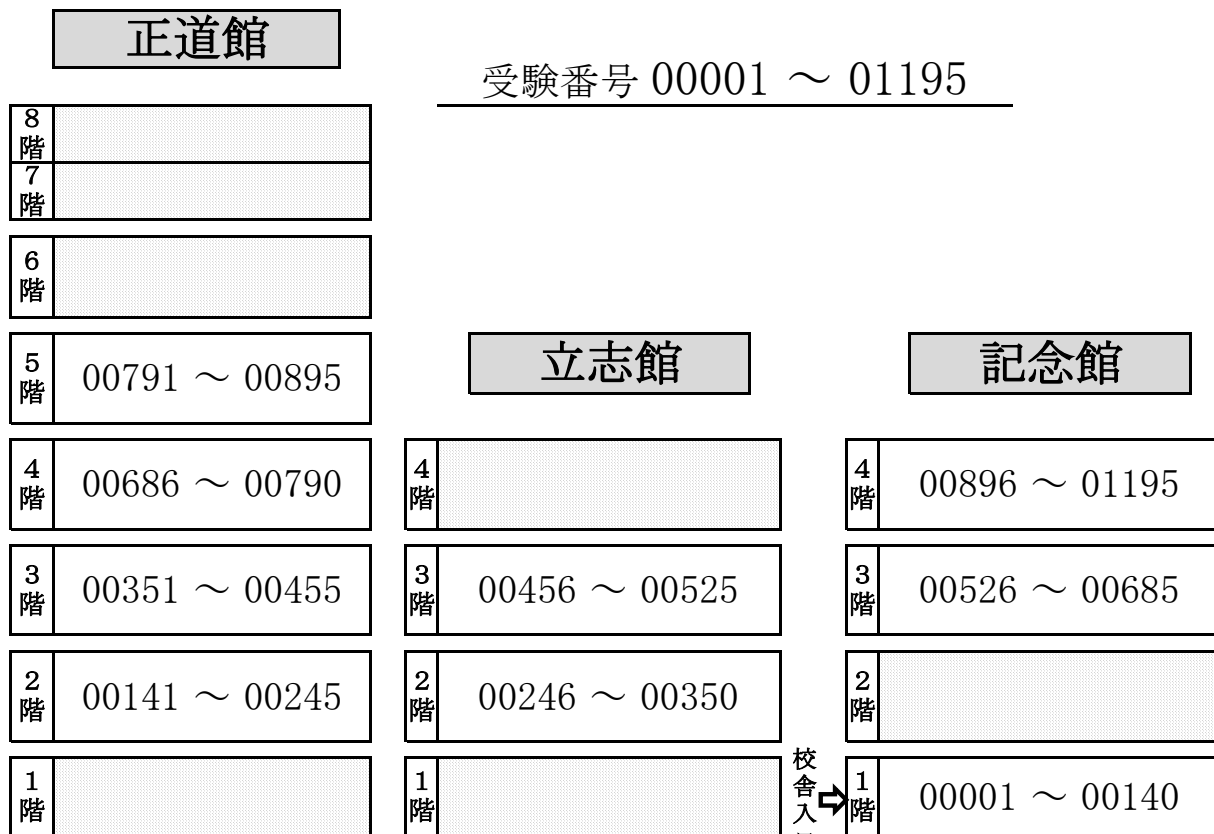 正道館
受験番号 00001 ～ 01195
8階
7階
6階
5階 00791 ～ 00895
4階 00686 ～ 00790
3階 00351 ～ 00455
2階 00141 ～ 00245
1階
立志館
4階
3階 00456 ～ 00525
2階 00246 ～ 00350
1階
記念館
4階 00896 ～ 01195
3階 00526 ～ 00685
2階
校舎入
⇨
1階 00001 ～ 00140